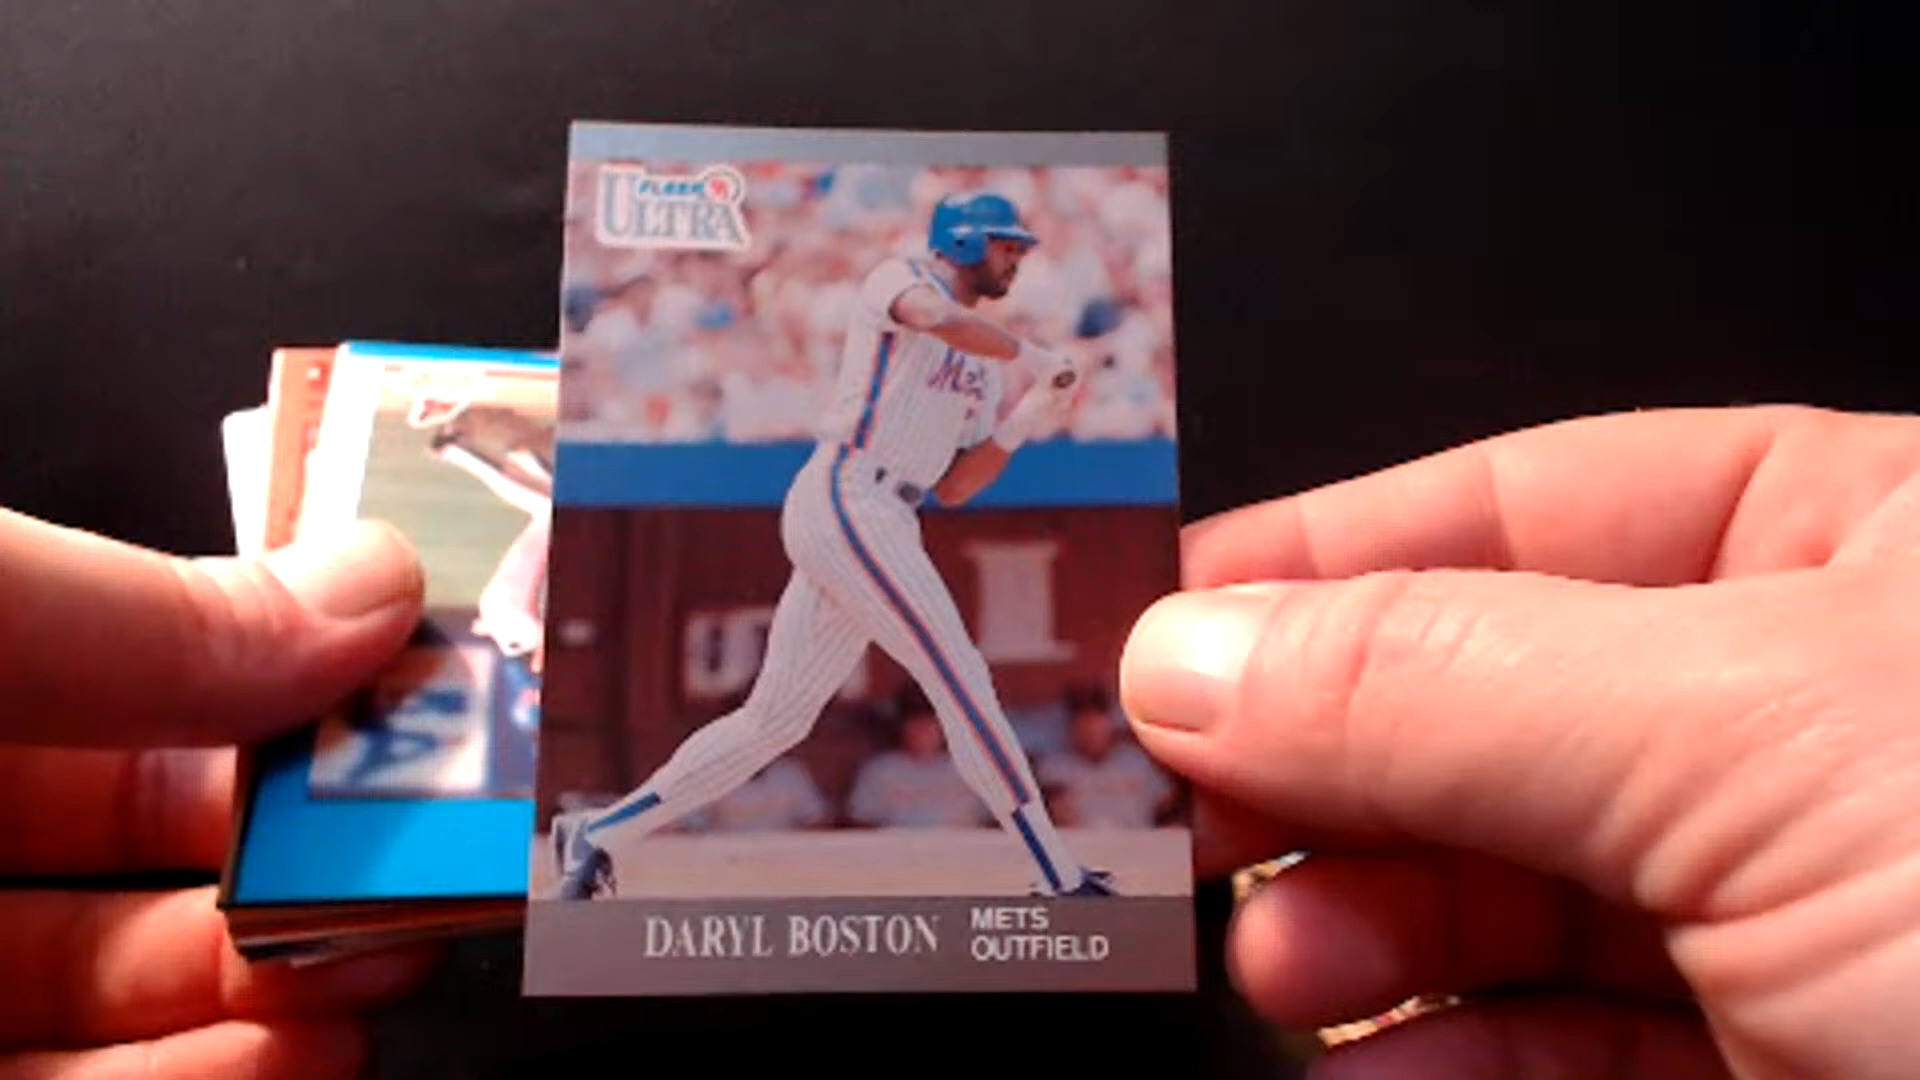 FLEER 91
ULTRA
Mets
DARYL BOSTON
METS
OUTFIELD